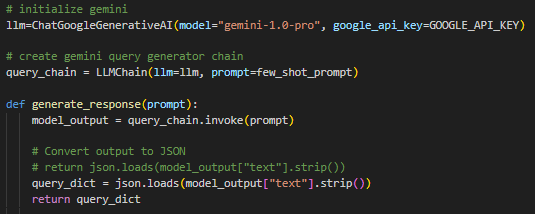 # initialize gemini
llm=ChatGoogleGenerativeAI(model="gemini-1.0-pro", google_api_key=GOOGLE_API_KEY)
# create gemini query generator chain
query_chain = LLMChain(llm=llm, prompt=few_shot_prompt)
def generate_response(prompt):
    model_output = query_chain.invoke(prompt)
    # Convert output to JSON
    # return json.loads(model_output["text"].strip())
    query_dict = json.loads(model_output["text"].strip())
    return query_dict